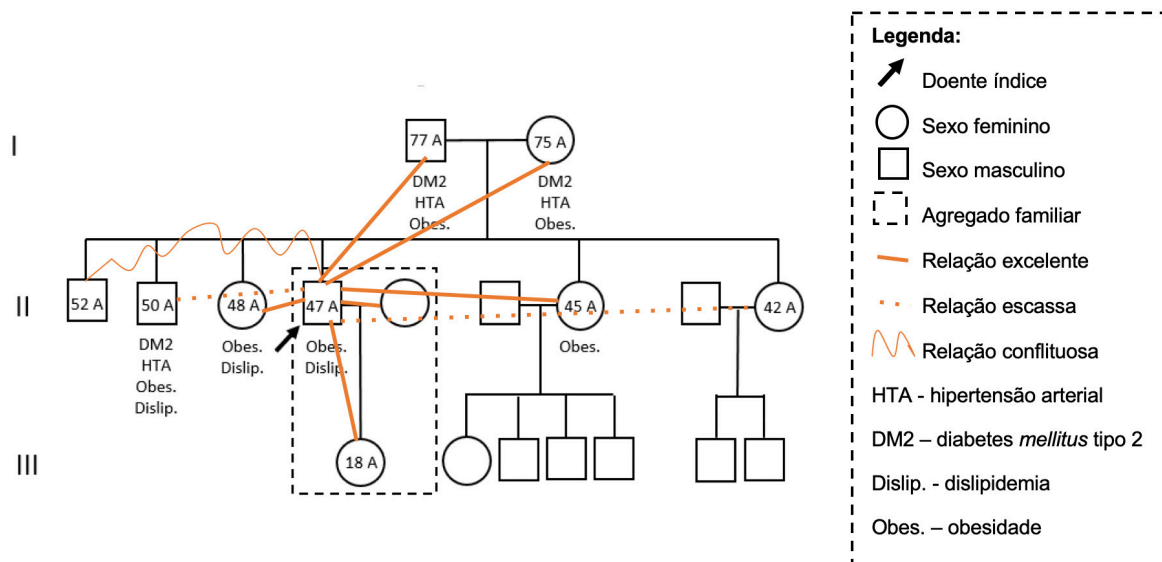 I
77 A
75 A
DM2
HTA
Obes.
DM2
HTA
Obes.
II
52 A
50 A
48 A
47 A
45 A
42 A
DM2
HTA
Obes.
Dislip.
Obes.
Dislip.
Obes.
Dislip.
Obes.
III
18 A
Legenda:
Doente índice
Sexo feminino
Sexo masculino
Agregado familiar
Relação excelente
Relação escassa
Relação conflituosa
HTA - hipertensão arterial
DM2 – diabetes mellitus tipo 2
Dislip. - dislipidemia
Obes. – obesidade